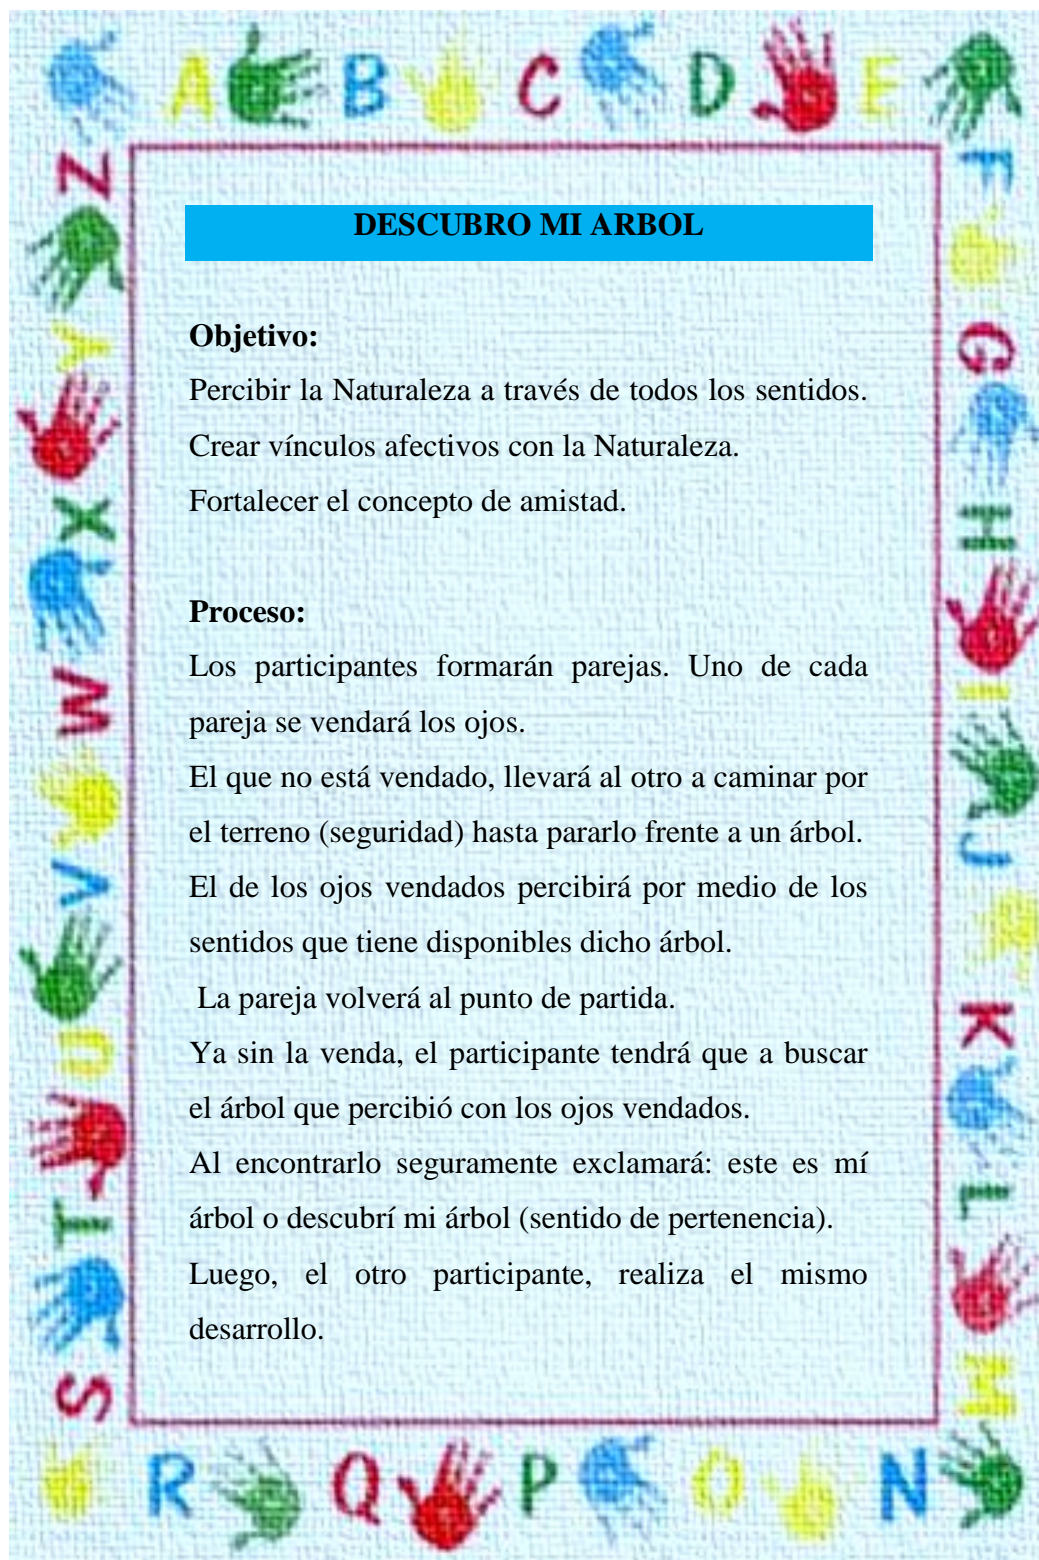 A B C D E
F
G
H
I
J
K
L
M
N
O
P
Q
R
S
T
U
V
W
X
Y
Z
DESCUBRO MI ARBOL
Objetivo:
Percibir la Naturaleza a través de todos los sentidos.
Crear vínculos afectivos con la Naturaleza.
Fortalecer el concepto de amistad.
Proceso:
Los participantes formarán parejas. Uno de cada
pareja se vendará los ojos.
El que no está vendado, llevará al otro a caminar por
el terreno (seguridad) hasta pararlo frente a un árbol.
El de los ojos vendados percibirá por medio de los
sentidos que tiene disponibles dicho árbol.
La pareja volverá al punto de partida.
Ya sin la venda, el participante tendrá que a buscar
el árbol que percibió con los ojos vendados.
Al encontrarlo seguramente exclamará: este es mí
árbol o descubrí mi árbol (sentido de pertenencia).
Luego, el otro participante, realiza el mismo
desarrollo.